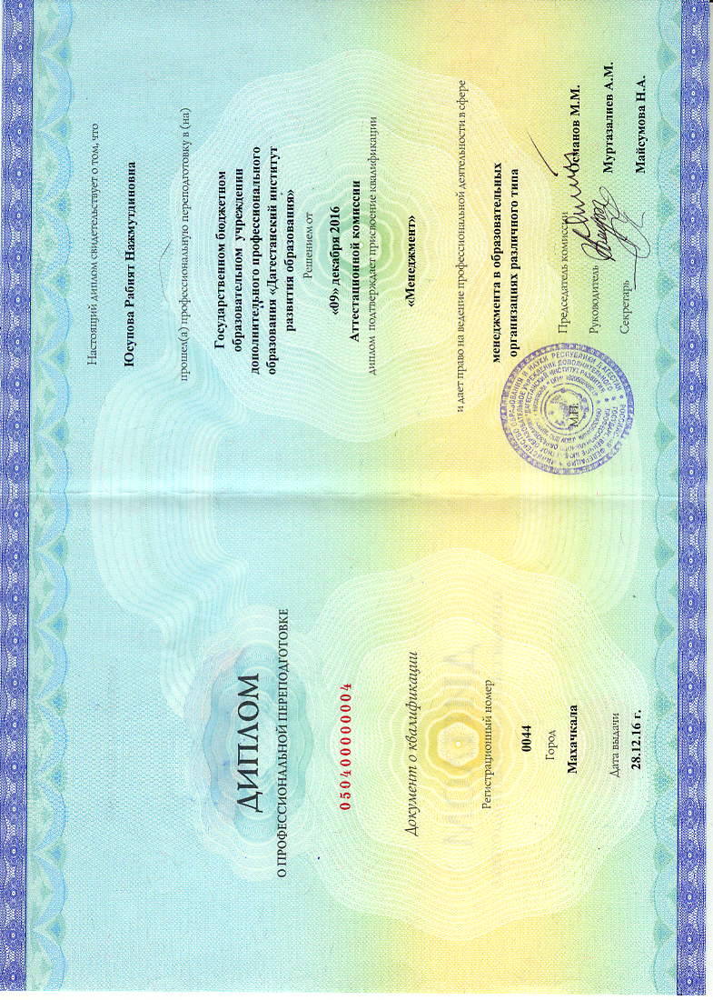 ДИПЛОМ
О ПРОФЕССИОНАЛЬНОЙ ПЕРЕПОДГОТОВКЕ
050400000004
Документ о квалификации
Регистрационный номер
0044
Город
Махачкала
Дата выдачи
28.12.16 г.
Настоящий диплом свидетельствует о том, что
Юсупова Рабият Нажмутдиновна
прошел(а) профессиональную переподготовку в (на)
Государственном бюджетном
образовательном учреждении
дополнительного профессионального
образования «Дагестанский институт
развития образования»
Решением от
«09» декабря 2016
Аттестационной комиссии
диплом подтверждает присвоение квалификации
«Менеджмент»
и дает право на ведение профессиональной деятельности в сфере
менеджмента в образовательных
организациях различного типа
Председатель комиссии Османов М.М.
Руководитель Муртазалиев А.М.
Секретарь Майсумова Н.А.
М.П.